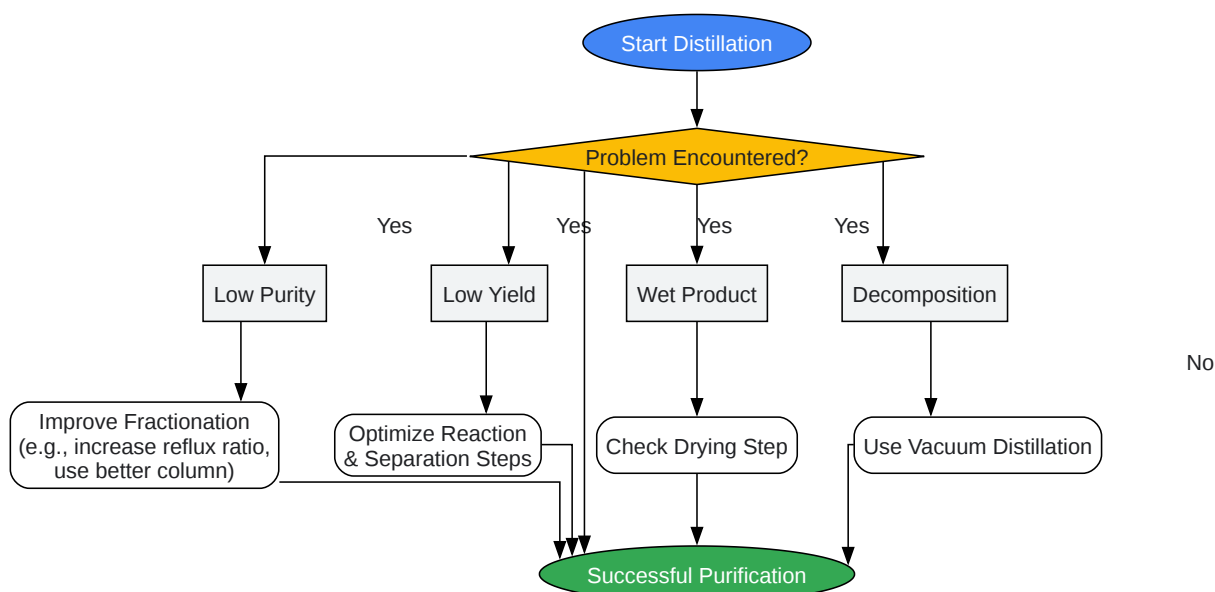 Start Distillation
Problem Encountered?
Yes
Yes
Yes
Yes
Low Purity
Low Yield
Wet Product
Decomposition
No
Improve Fractionation
(e.g., increase reflux ratio,
use better column)
Optimize Reaction
& Separation Steps
Check Drying Step
Use Vacuum Distillation
Successful Purification